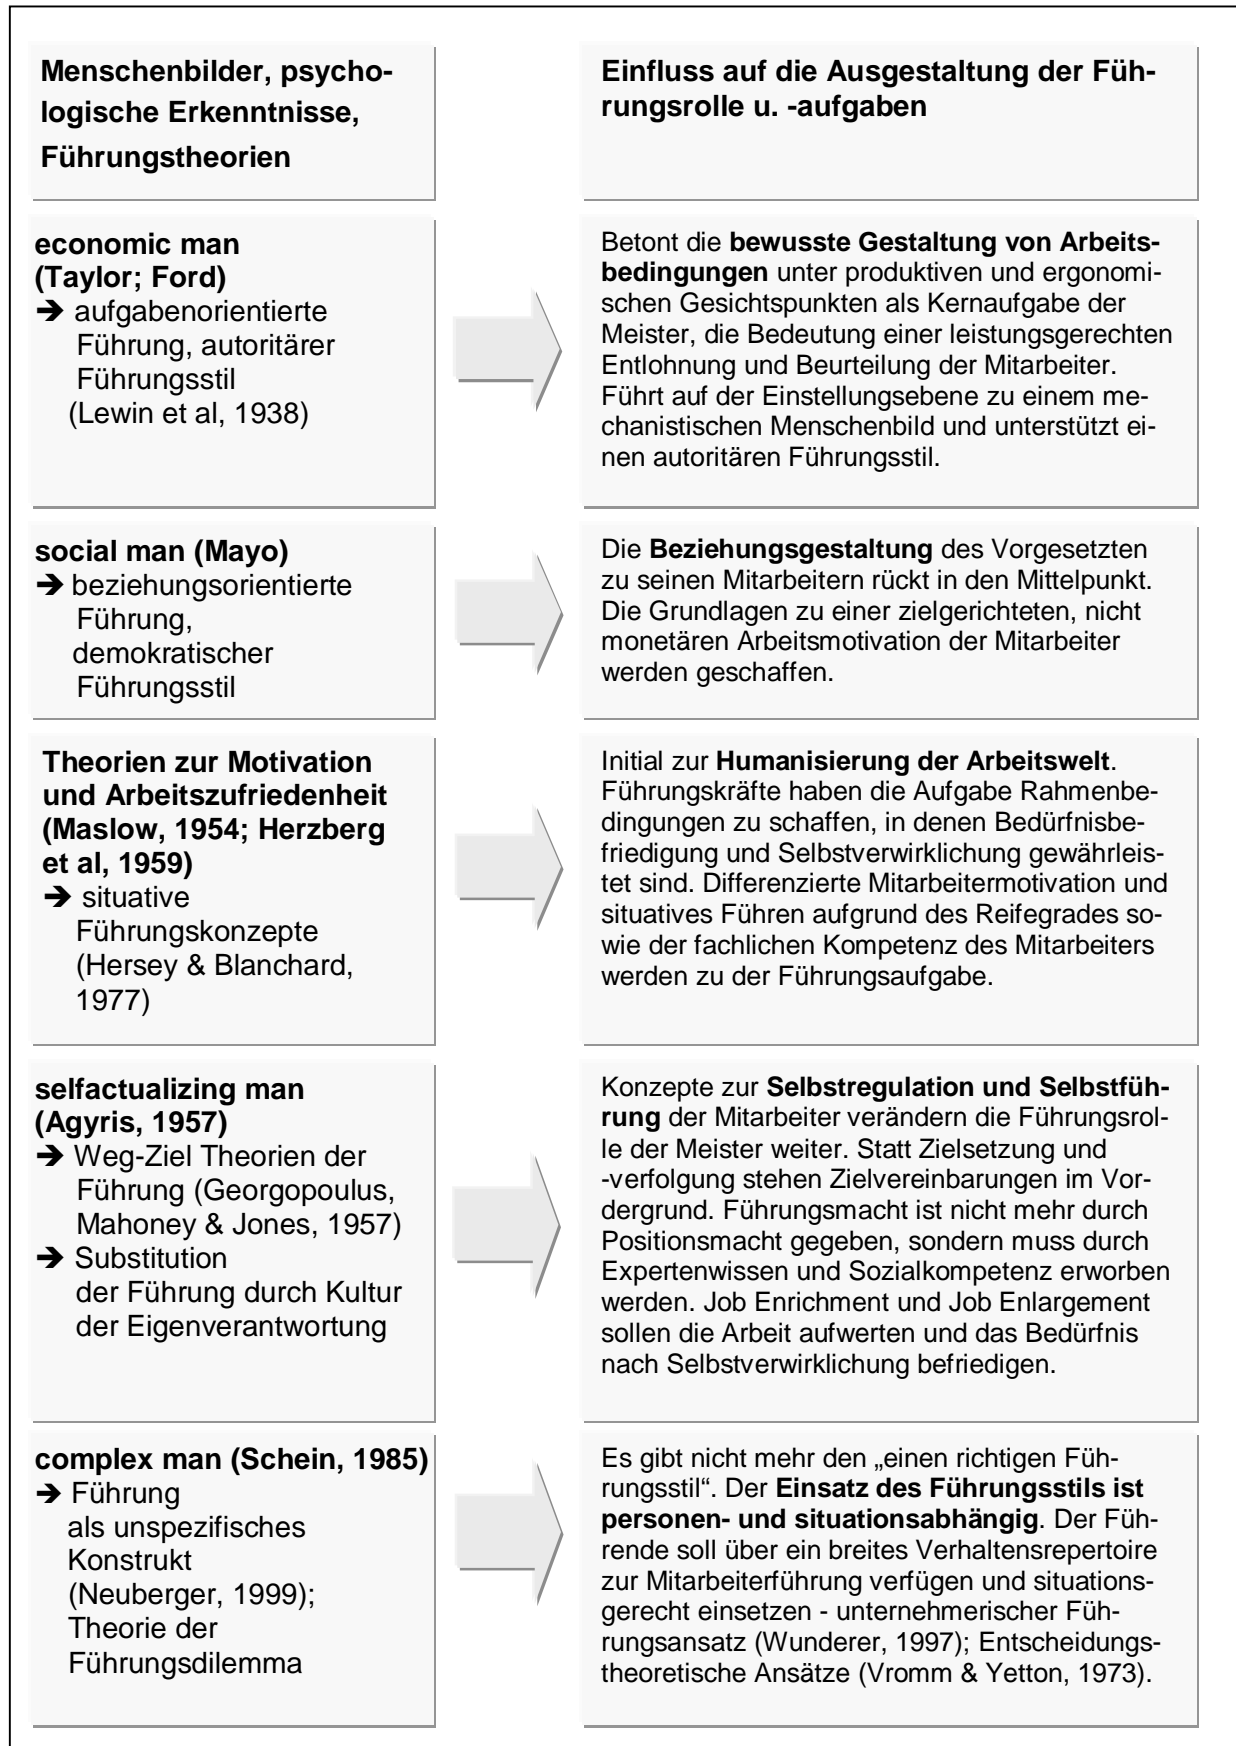 Menschenbilder, psycho-
logische Erkenntnisse,
Führungstheorien
Einfluss auf die Ausgestaltung der Füh-
rungsrolle u. -aufgaben
economic man
(Taylor; Ford)
➔ aufgabenorientierte
Führung, autoritärer
Führungsstil
(Lewin et al, 1938)
Betont die bewusste Gestaltung von Arbeits-
bedingungen unter produktiven und ergonomi-
schen Gesichtspunkten als Kernaufgabe der
Meister, die Bedeutung einer leistungsgerechten
Entlohnung und Beurteilung der Mitarbeiter.
Führt auf der Einstellungsebene zu einem me-
chanistischen Menschenbild und unterstützt ei-
nen autoritären Führungsstil.
social man (Mayo)
➔ beziehungsorientierte
Führung,
demokratischer
Führungsstil
Die Beziehungsgestaltung des Vorgesetzten
zu seinen Mitarbeitern rückt in den Mittelpunkt.
Die Grundlagen zu einer zielgerichteten, nicht
monetären Arbeitsmotivation der Mitarbeiter
werden geschaffen.
Theorien zur Motivation
und Arbeitszufriedenheit
(Maslow, 1954; Herzberg
et al, 1959)
➔ situative
Führungskonzepte
(Hersey & Blanchard,
1977)
Initial zur Humanisierung der Arbeitswelt.
Führungskräfte haben die Aufgabe Rahmenbe-
dingungen zu schaffen, in denen Bedürfnisbe-
friedigung und Selbstverwirklichung gewährleis-
tet sind. Differenzierte Mitarbeitermotivation und
situatives Führen aufgrund des Reifegrades so-
wie der fachlichen Kompetenz des Mitarbeiters
werden zu der Führungsaufgabe.
selfactualizing man
(Agyris, 1957)
➔ Weg-Ziel Theorien der
Führung (Georgopoulus,
Mahoney & Jones, 1957)
➔ Substitution
der Führung durch Kultur
der Eigenverantwortung
Konzepte zur Selbstregulation und Selbstfüh-
rung der Mitarbeiter verändern die Führungsrol-
le der Meister weiter. Statt Zielsetzung und
-verfolgung stehen Zielvereinbarungen im Vor-
dergrund. Führungsmacht ist nicht mehr durch
Positionsmacht gegeben, sondern muss durch
Expertenwissen und Sozialkompetenz erworben
werden. Job Enrichment und Job Enlargement
sollen die Arbeit aufwerten und das Bedürfnis
nach Selbstverwirklichung befriedigen.
complex man (Schein, 1985)
➔ Führung
als unspezifisches
Konstrukt
(Neuberger, 1999);
Theorie der
Führungsdilemma
Es gibt nicht mehr den „einen richtigen Füh-
rungsstil“. Der Einsatz des Führungsstils ist
personen- und situationsabhängig. Der Füh-
rende soll über ein breites Verhaltensrepertoire
zur Mitarbeiterführung verfügen und situations-
gerecht einsetzen - unternehmerischer Füh-
rungsansatz (Wunderer, 1997); Entscheidungs-
theoretische Ansätze (Vromm & Yetton, 1973).